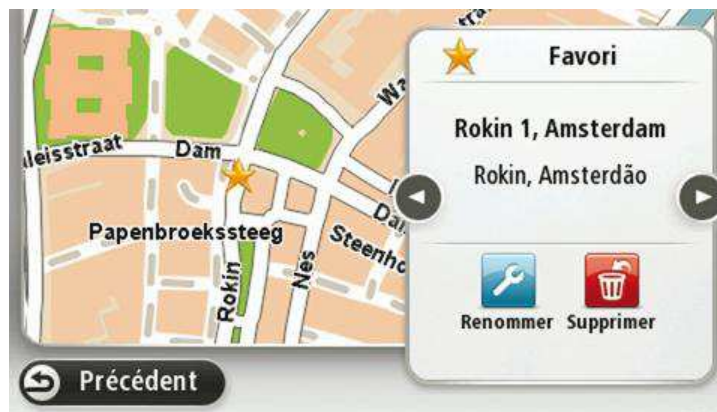 Favori
Rokin 1, Amsterdam
Rokin, Amsterdão
Renommer
Supprimer
Dam
Papenbroekssteeg
Rokin
Nes
Précédent